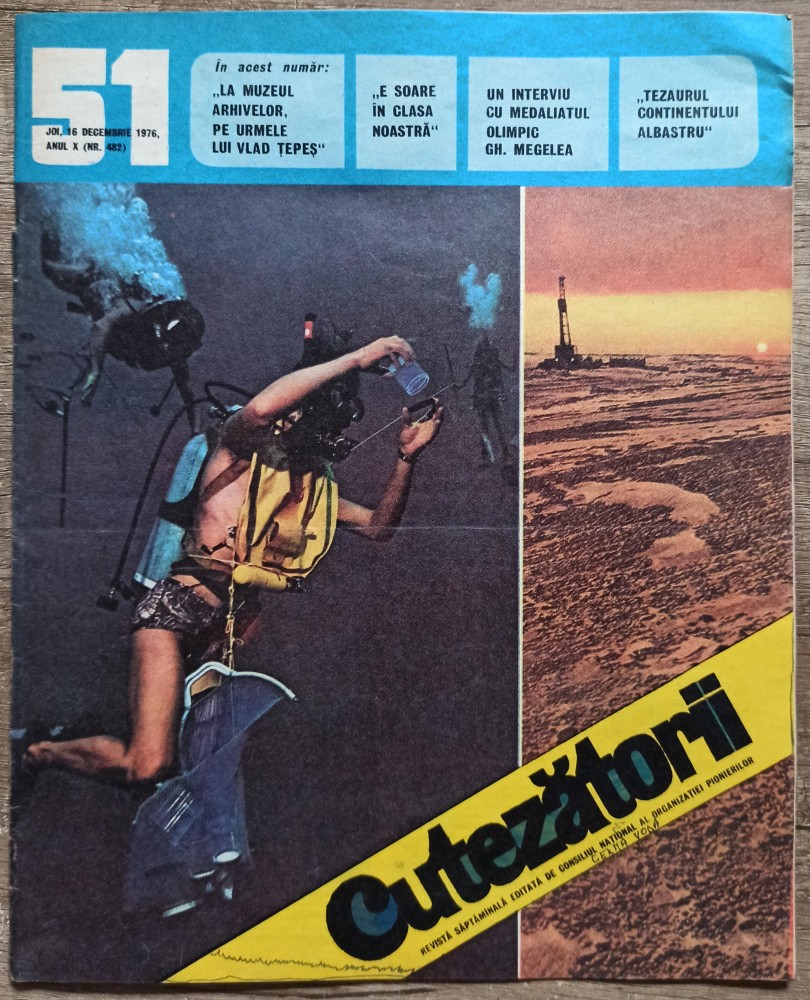 51
JOI, 16 DECEMBRIE 1976,
ANUL X (NR. 482)
În acest număr:
„LA MUZEUL
ARHIVELOR,
PE URMELE
LUI VLAD ȚEPEȘ"
„E SOARE
ÎN CLASA
NOASTRĂ"
UN INTERVIU
CU MEDALIATUL
OLIMPIC
GH. MEGELEA
„TEZAURUL
CONTINENTULUI
ALBASTRU"
Cutezătorii
REVISTĂ SĂPTĂMÎNALĂ EDITATĂ DE CONSILIUL NAȚIONAL AL ORGANIZAȚIEI PIONIERILOR